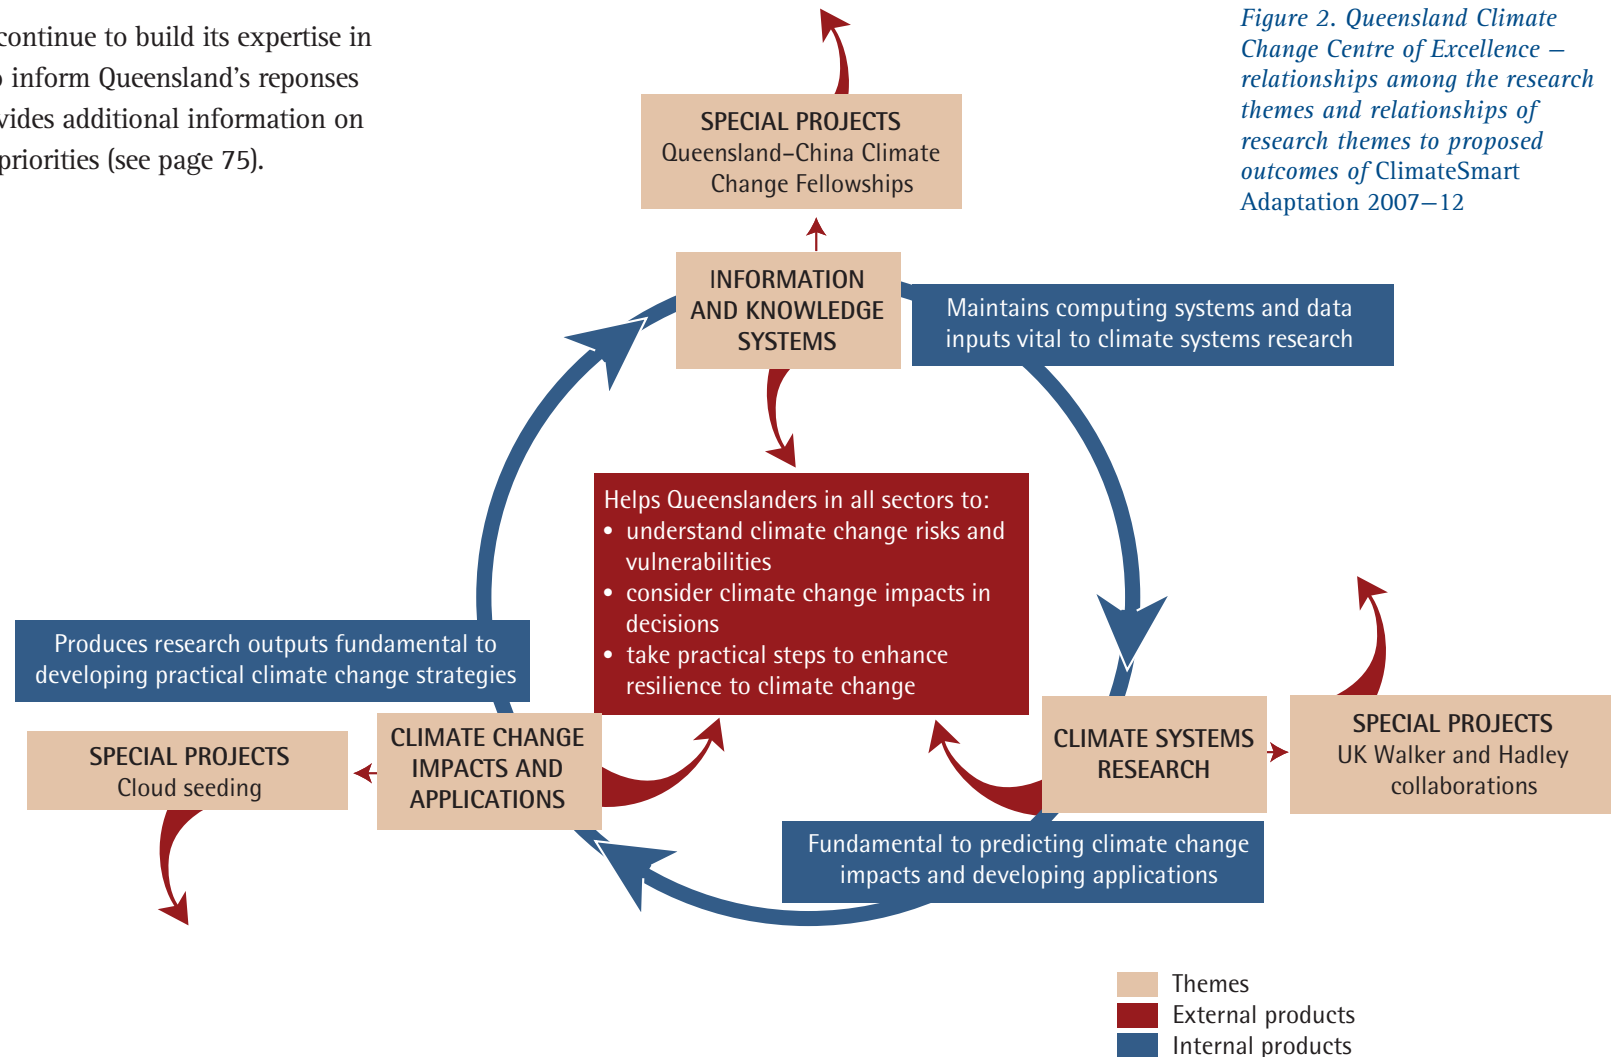 continue to build its expertise in
o inform Queensland's reponses
vides additional information on
priorities (see page 75).
Figure 2. Queensland Climate
Change Centre of Excellence –
relationships among the research
themes and relationships of
research themes to proposed
outcomes of ClimateSmart
Adaptation 2007–12
SPECIAL PROJECTS
Queensland–China Climate
Change Fellowships
INFORMATION
AND KNOWLEDGE
SYSTEMS
Maintains computing systems and data
inputs vital to climate systems research
Helps Queenslanders in all sectors to:
• understand climate change risks and
vulnerabilities
• consider climate change impacts in
decisions
• take practical steps to enhance
resilience to climate change
Produces research outputs fundamental to
developing practical climate change strategies
SPECIAL PROJECTS
Cloud seeding
CLIMATE CHANGE
IMPACTS AND
APPLICATIONS
CLIMATE SYSTEMS
RESEARCH
SPECIAL PROJECTS
UK Walker and Hadley
collaborations
Fundamental to predicting climate change
impacts and developing applications
Themes
External products
Internal products